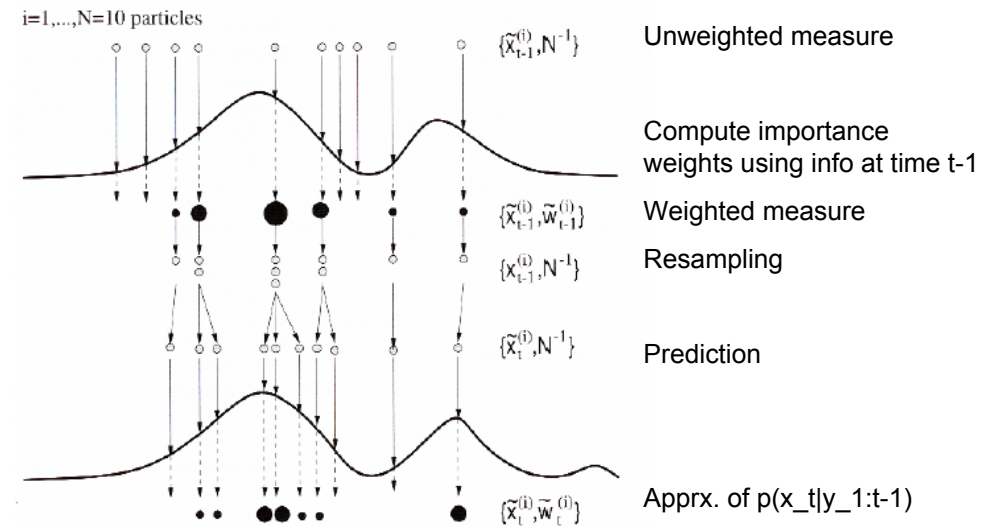 i=1,...,N=10 particles
{x̃_{t-1}^{(i)},N^{-1}} Unweighted measure
Compute importance
weights using info at time t-1
{x̃_{t-1}^{(i)},w̃_{t-1}^{(i)}} Weighted measure
{x_{t-1}^{(i)},N^{-1}} Resampling
{x̃_t^{(i)},N^{-1}} Prediction
{x̃_t^{(i)},w̃_t^{(i)}} Apprx. of p(x_t|y_1:t-1)